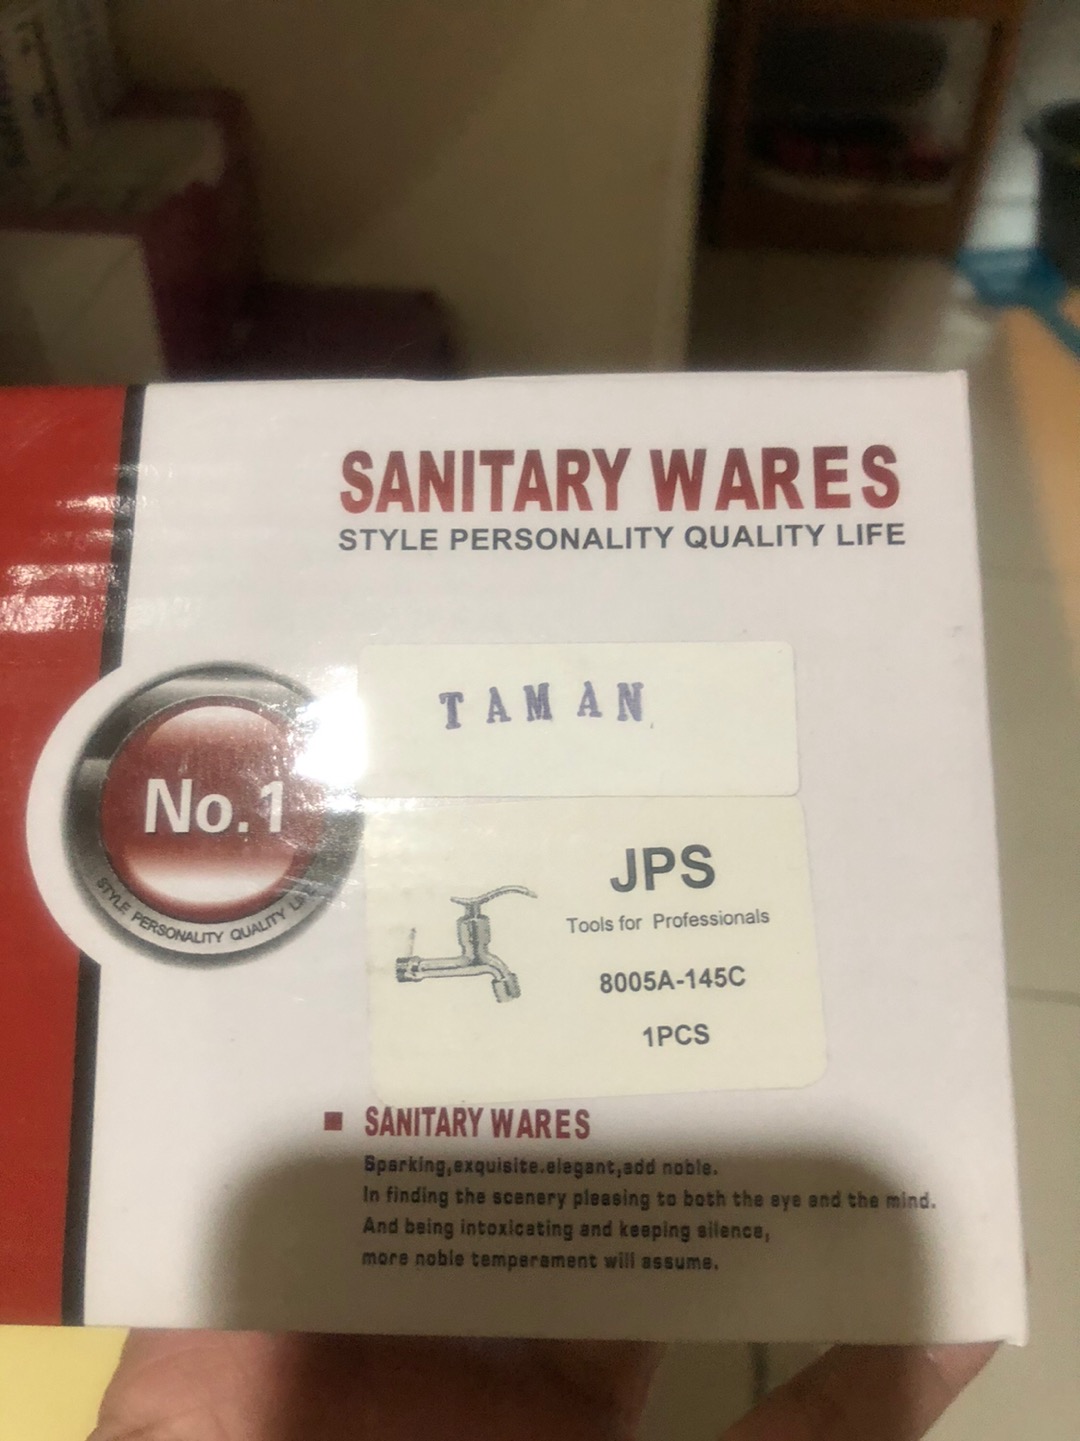 SANITARY WARES
STYLE PERSONALITY QUALITY LIFE
TAMAN
No.1
STYLE PERSONALITY QUALITY LIFE
JPS
Tools for Professionals
8005A-145C
1PCS
SANITARY WARES
Sparking,exquisite.elegant,add noble.
In finding the scenery pleasing to both the eye and the mind.
And being intoxicating and keeping silence,
more noble temperament will assume.